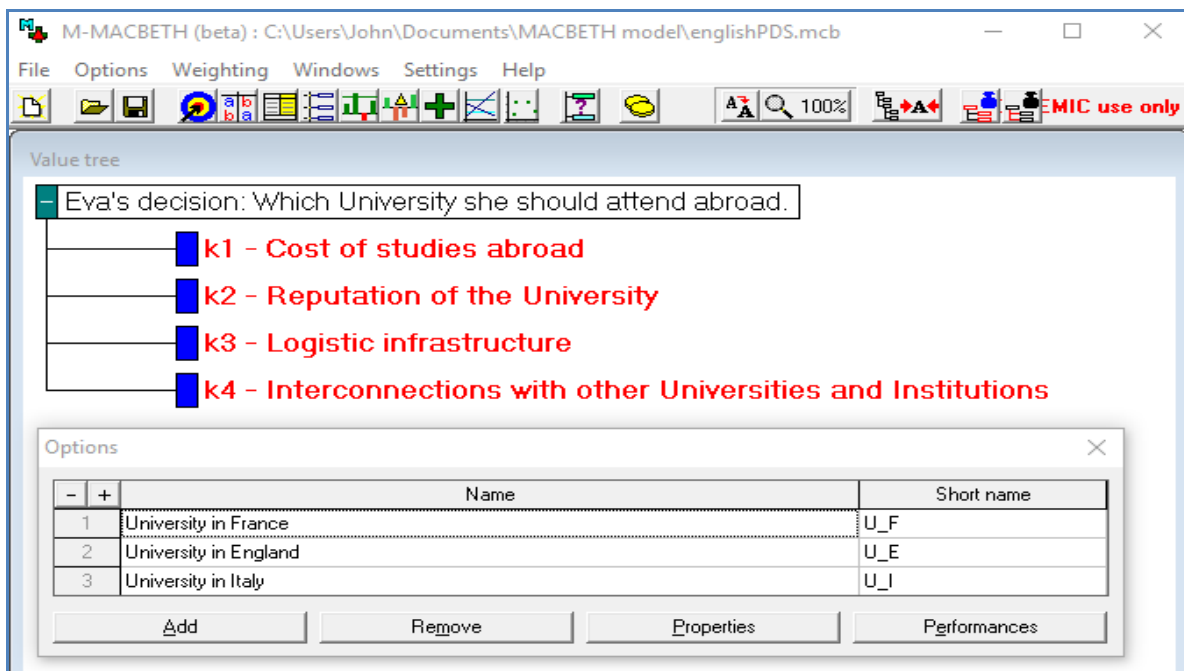 M-MACBETH (beta) : C:\Users\John\Documents\MACBETH model\englishPDS.mcb
File Options Weighting Windows Settings Help
100% EMIC use only
Value tree
Eva's decision: Which University she should attend abroad.
k1 - Cost of studies abroad
k2 - Reputation of the University
k3 - Logistic infrastructure
k4 - Interconnections with other Universities and Institutions
Options
- + Name Short name
1 University in France U_F
2 University in England U_E
3 University in Italy U_I
Add Remove Properties Performances